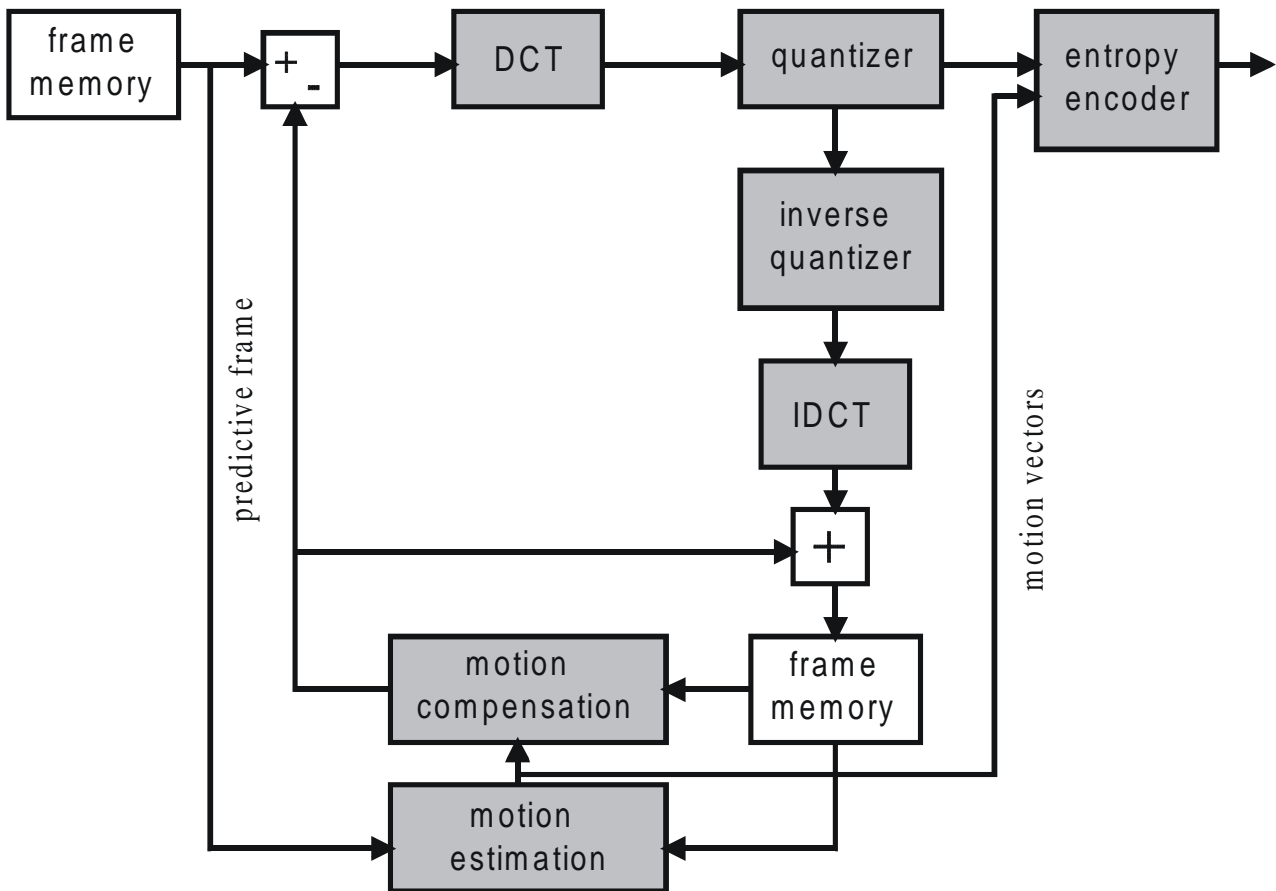 frame
memory
+
-
DCT
quantizer
entropy
encoder
inverse
quantizer
predictive frame
IDCT
motion vectors
+
motion
compensation
frame
memory
motion
estimation